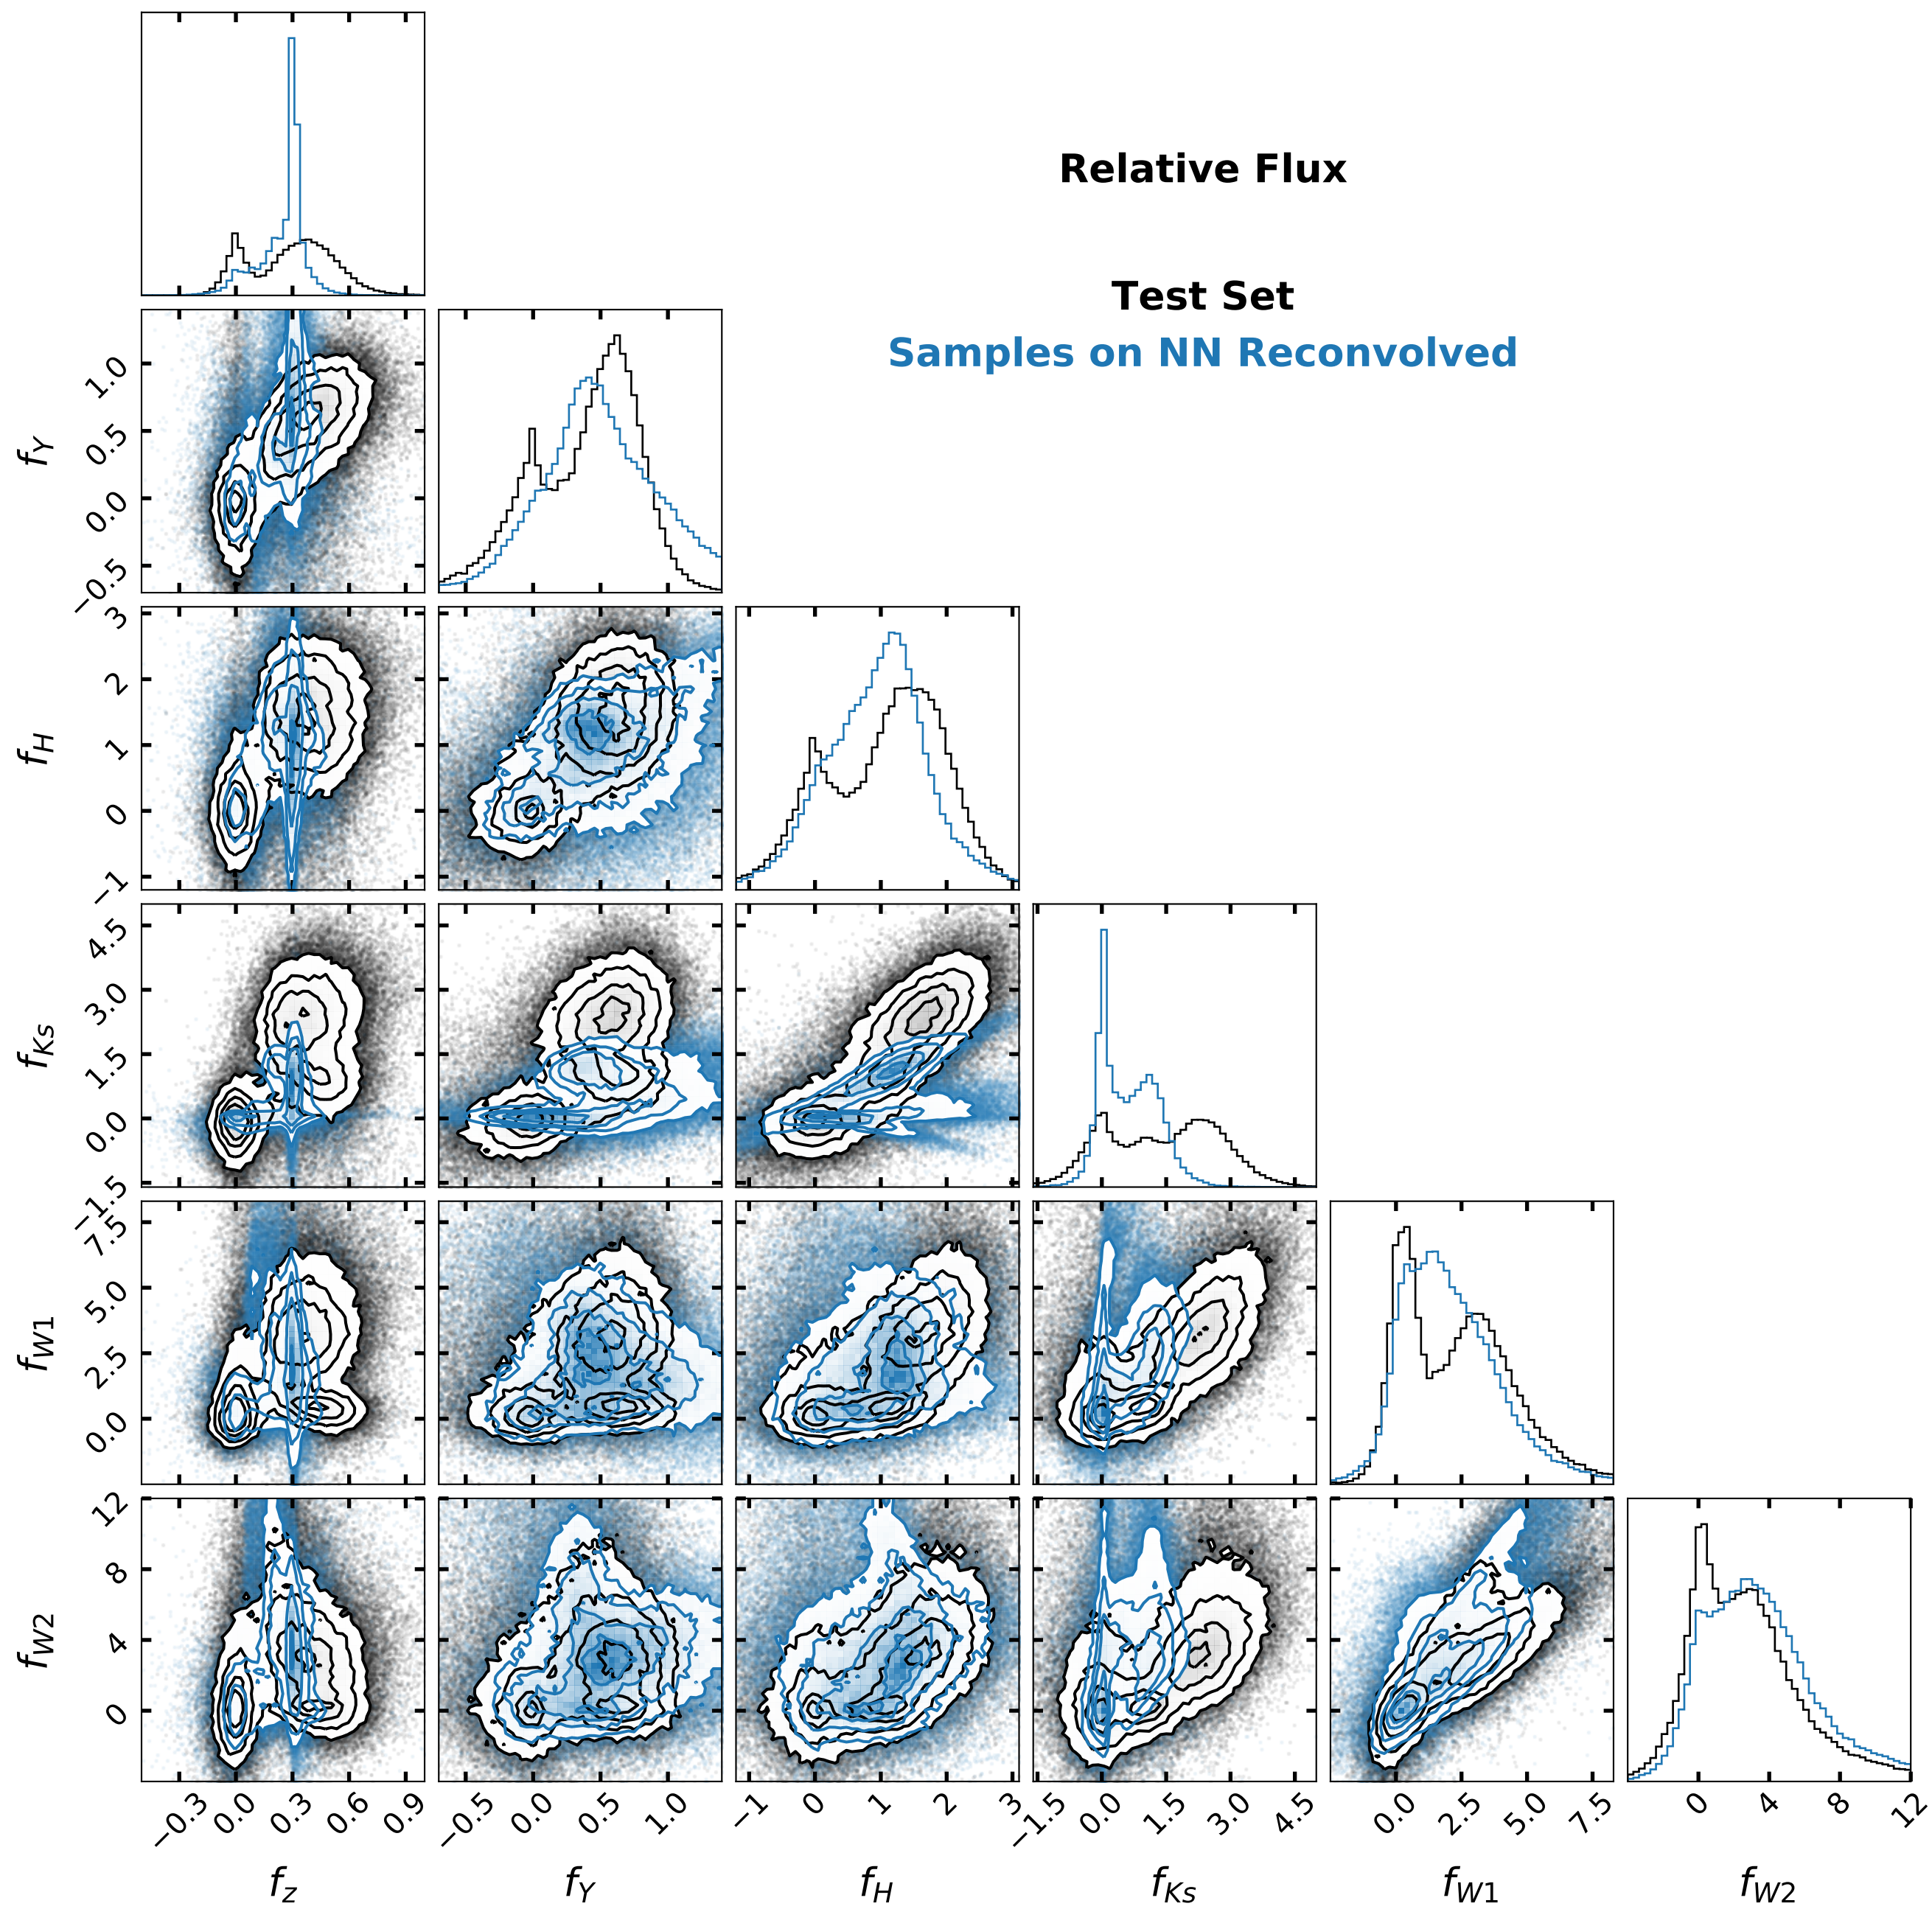 Relative Flux
Test Set
Samples on NN Reconvolved
f_Y
1.0
0.5
0.0
−0.5
f_H
3
2
1
0
−1
f_Ks
4.5
3.0
1.5
0.0
−1.5
f_W1
7.5
5.0
2.5
0.0
f_W2
12
8
4
0
−0.3 0.0 0.3 0.6 0.9 −0.5 0.0 0.5 1.0 −1 0 1 2 3 −1.5 0.0 1.5 3.0 4.5 0.0 2.5 5.0 7.5 0 4 8 12
f_z f_Y f_H f_Ks f_W1 f_W2